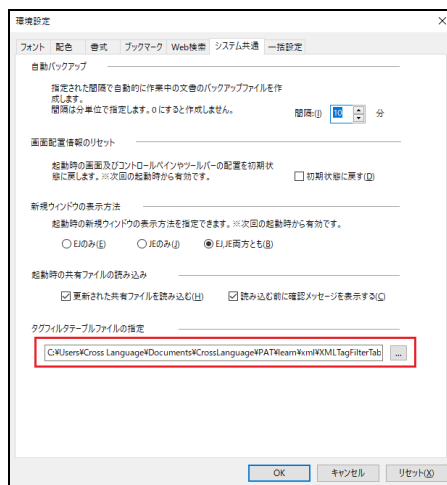 環境設定
フォント 配色 書式 ブックマーク Web検索 システム共通 一括設定
自動バックアップ
指定された間隔で自動的に作業中の文書のバックアップファイルを作
成します。
間隔は分単位で指定します。0にすると作成しません。
間隔:(I) 10 分
画面配置情報のリセット
起動時の画面及びコントロールペインやツールバーの配置を初期状
態に戻します。※次回の起動時から有効です。
初期状態に戻す(D)
新規ウィンドウの表示方法
起動時の新規ウィンドウの表示方法を指定できます。※次回の起動時から有効です。
EJのみ(E) JEのみ(J) EJ,JE両方とも(B)
起動時の共有ファイルの読み込み
更新された共有ファイルを読み込む(H) 読み込む前に確認メッセージを表示する(C)
タグフィルタテーブルファイルの指定
C:¥Users¥Cross Language¥Documents¥CrossLanguage¥PAT¥learn¥xml¥XMLTagFilterTab ...
OK キャンセル リセット(X)